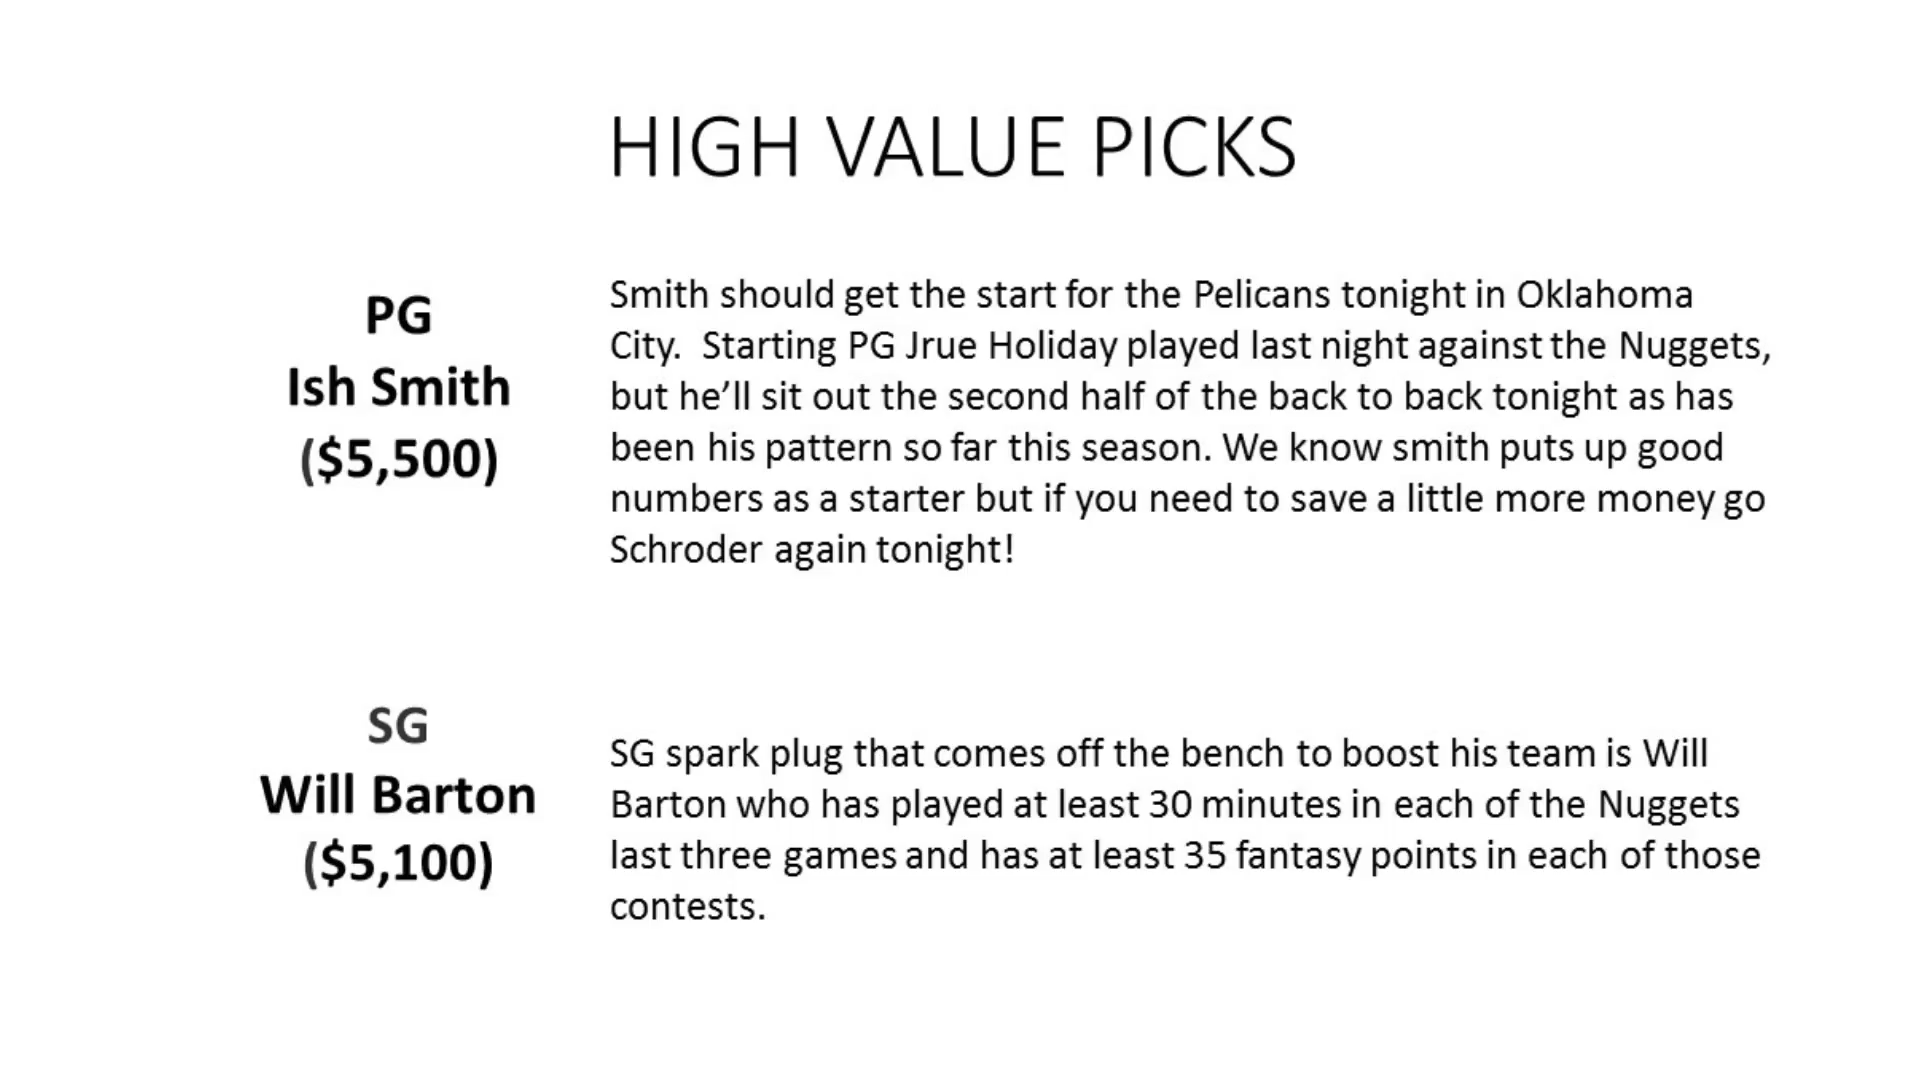 HIGH VALUE PICKS
PG
Ish Smith
($5,500)
Smith should get the start for the Pelicans tonight in Oklahoma
City.  Starting PG Jrue Holiday played last night against the Nuggets,
but he’ll sit out the second half of the back to back tonight as has
been his pattern so far this season. We know smith puts up good
numbers as a starter but if you need to save a little more money go
Schroder again tonight!
SG
Will Barton
($5,100)
SG spark plug that comes off the bench to boost his team is Will
Barton who has played at least 30 minutes in each of the Nuggets
last three games and has at least 35 fantasy points in each of those
contests.